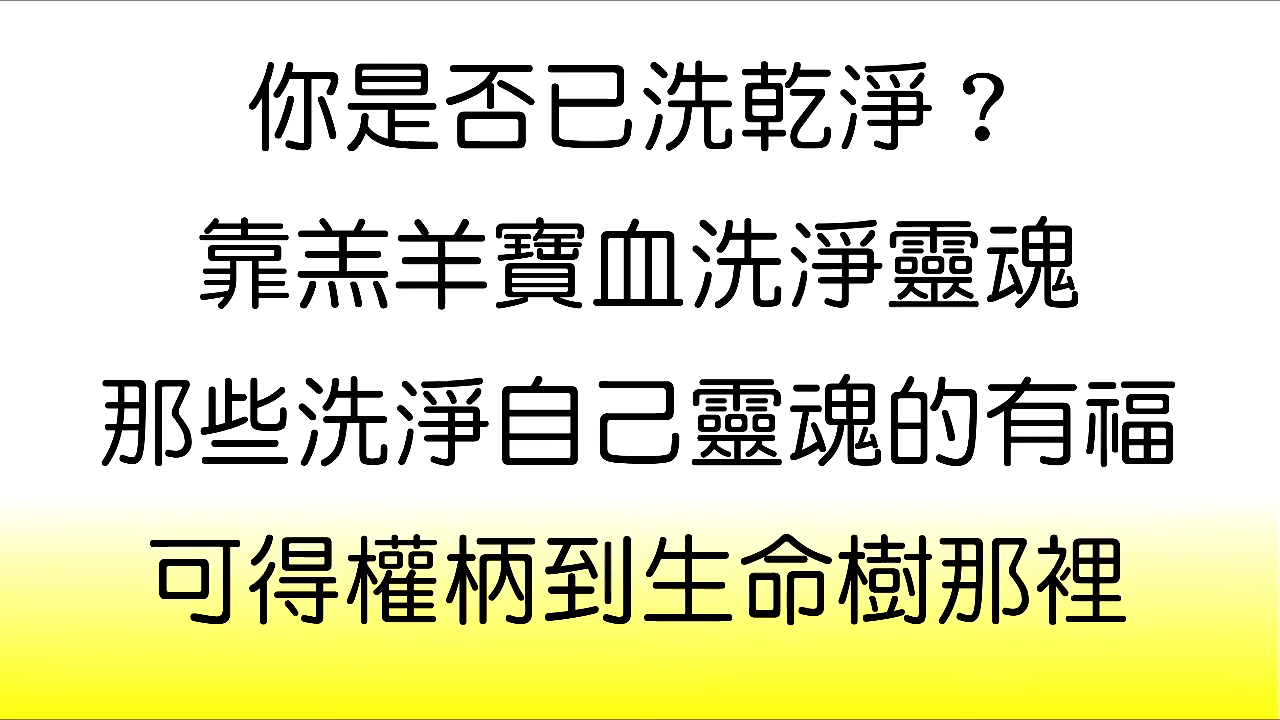 你是否已洗乾淨？
靠羔羊寶血洗淨靈魂
那些洗淨自己靈魂的有福
可得權柄到生命樹那裡